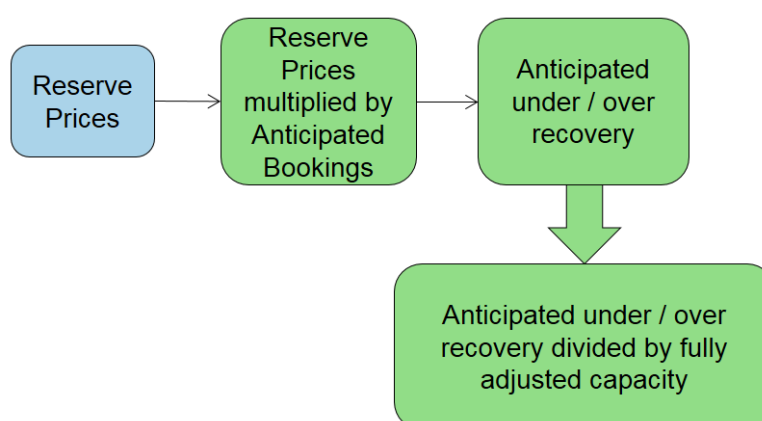 Reserve
Prices
Reserve
Prices
multiplied by
Anticipated
Bookings
Anticipated
under / over
recovery
Anticipated under / over
recovery divided by fully
adjusted capacity